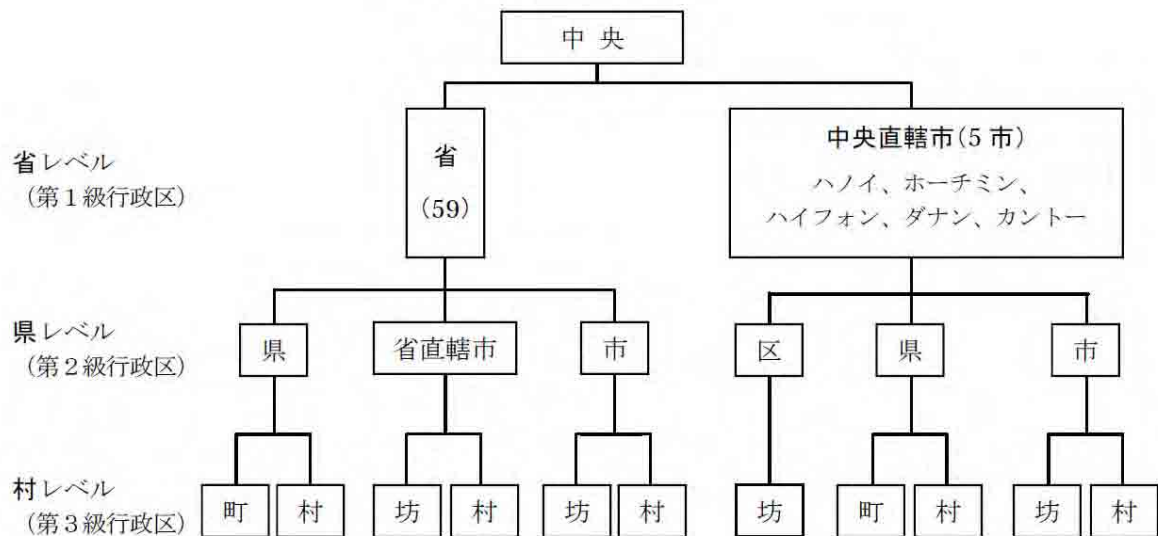 中 央
省レベル
（第１級行政区）
省
(59)
中央直轄市(5 市)
ハノイ、ホーチミン、
ハイフォン、ダナン、カントー
県レベル
（第２級行政区）
県
省直轄市
市
区
県
市
村レベル
（第３級行政区）
町
村
坊
村
坊
村
坊
町
村
坊
村